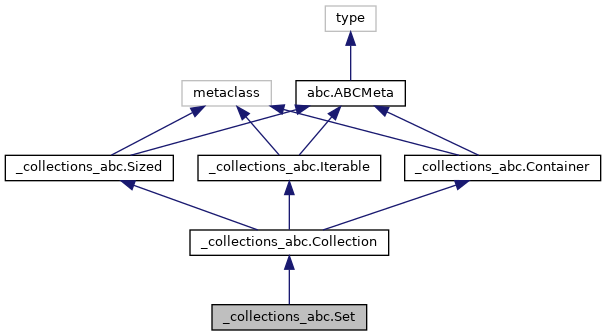 type
metaclass
abc.ABCMeta
_collections_abc.Sized
_collections_abc.Iterable
_collections_abc.Container
_collections_abc.Collection
_collections_abc.Set